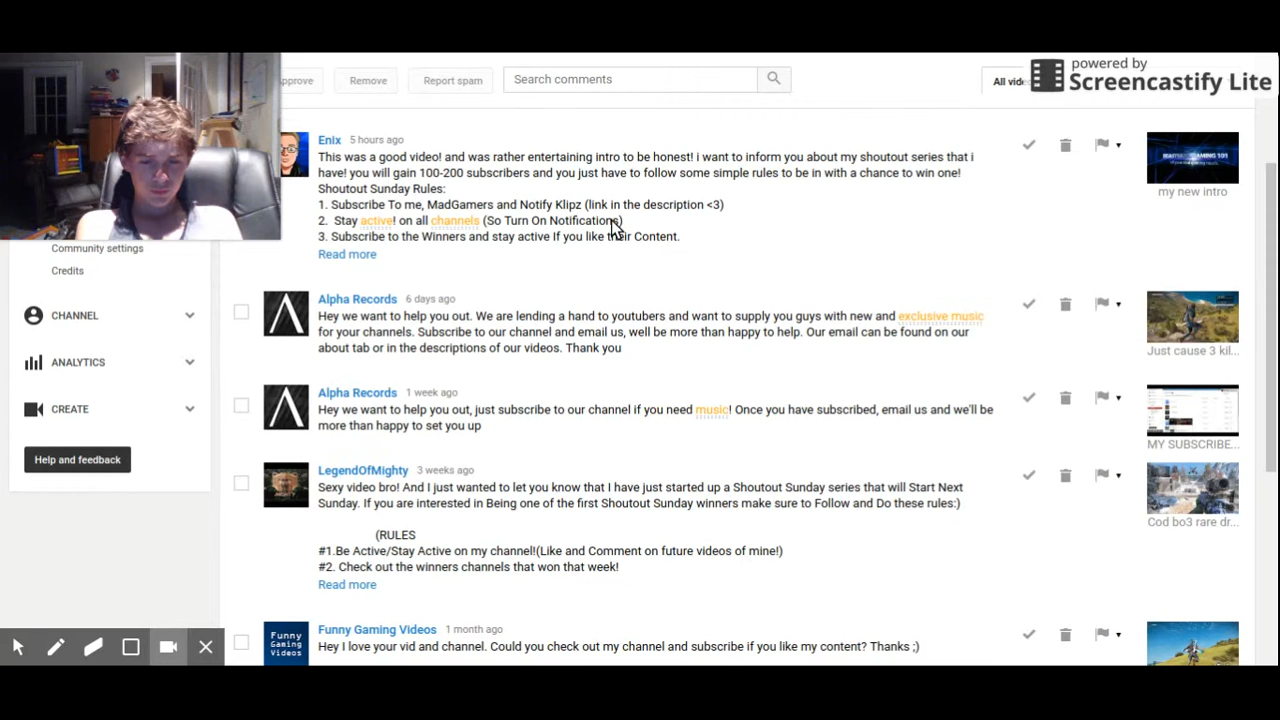 powered by
Screencastify Lite
Remove
Report spam
Search comments
Enix 5 hours ago
This was a good video! and was rather entertaining intro to be honest! i want to inform you about my shoutout series that i
have! you will gain 100-200 subscribers and you just have to follow some simple rules to be in with a chance to win one!
Shoutout Sunday Rules:
1. Subscribe To me, MadGamers and Notify Klipz (link in the description <3)
2. Stay active! on all channels (So Turn On Notifications)
3. Subscribe to the Winners and stay active If you like their Content.
Read more
my new intro
Community settings
Credits
CHANNEL
ANALYTICS
CREATE
Help and feedback
Alpha Records 6 days ago
Hey we want to help you out. We are lending a hand to youtubers and want to supply you guys with new and exclusive music
for your channels. Subscribe to our channel and email us, well be more than happy to help. Our email can be found on our
about tab or in the descriptions of our videos. Thank you
Just cause 3 kil...
Alpha Records 1 week ago
Hey we want to help you out, just subscribe to our channel if you need music! Once you have subscribed, email us and we'll be
more than happy to set you up
MY SUBSCRIBE...
LegendOfMighty 3 weeks ago
Sexy video bro! And I just wanted to let you know that I have just started up a Shoutout Sunday series that will Start Next
Sunday. If you are interested in Being one of the first Shoutout Sunday winners make sure to Follow and Do these rules:)
(RULES
#1.Be Active/Stay Active on my channel!(Like and Comment on future videos of mine!)
#2. Check out the winners channels that won that week!
Read more
Cod bo3 rare dr...
Funny Gaming Videos
Funny Gaming Videos 1 month ago
Hey I love your vid and channel. Could you check out my channel and subscribe if you like my content? Thanks ;)